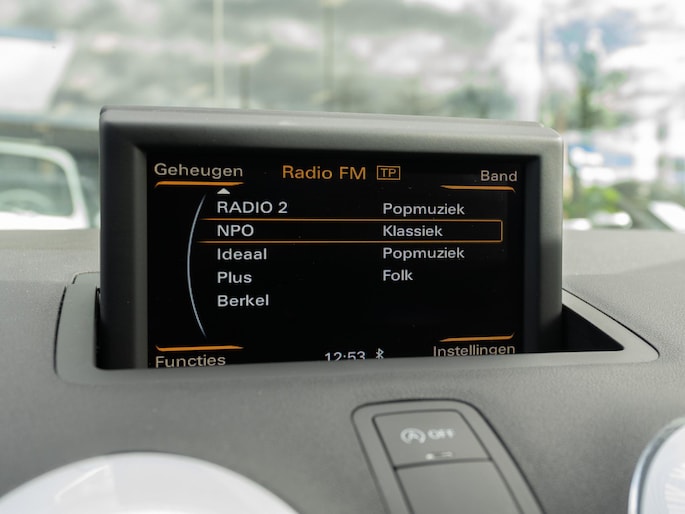 Geheugen Radio FM TP Band
RADIO 2 Popmuziek
NPO Klassiek
Ideaal Popmuziek
Plus Folk
Berkel
Functies 12:53 Instellingen
A OFF